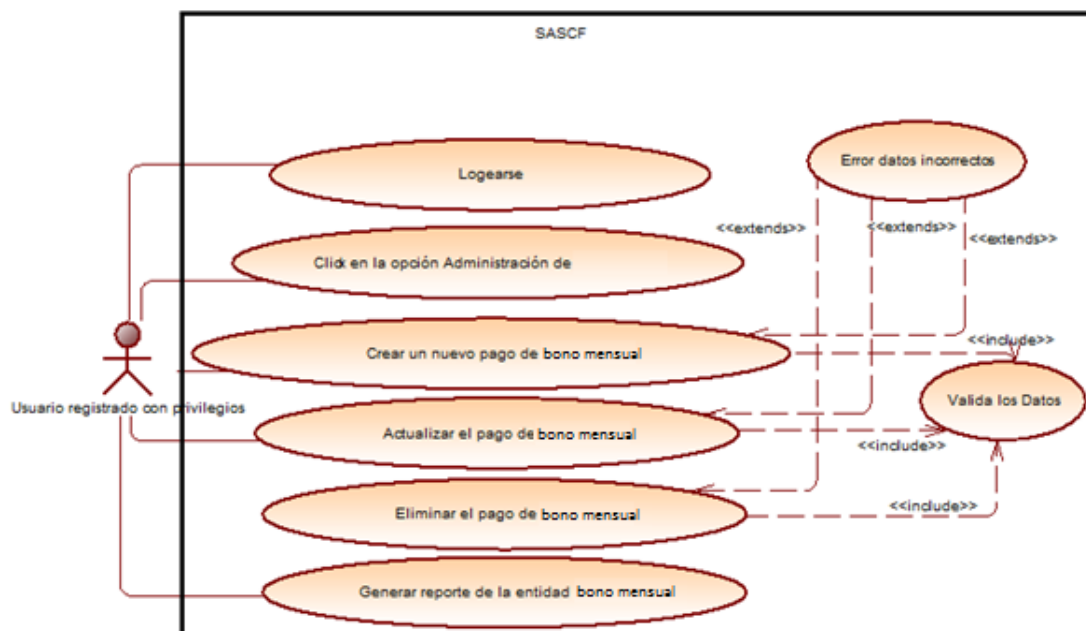 SASCF
Logearse
Error datos incorrectos
<<extends>>
<<extends>>
<<extends>>
Click en la opción Administración de
Crear un nuevo pago de bono mensual
<<include>>
Usuario registrado con privilegios
Valida los Datos
Actualizar el pago de bono mensual
<<include>>
Eliminar el pago de bono mensual
<<include>>
Generar reporte de la entidad bono mensual